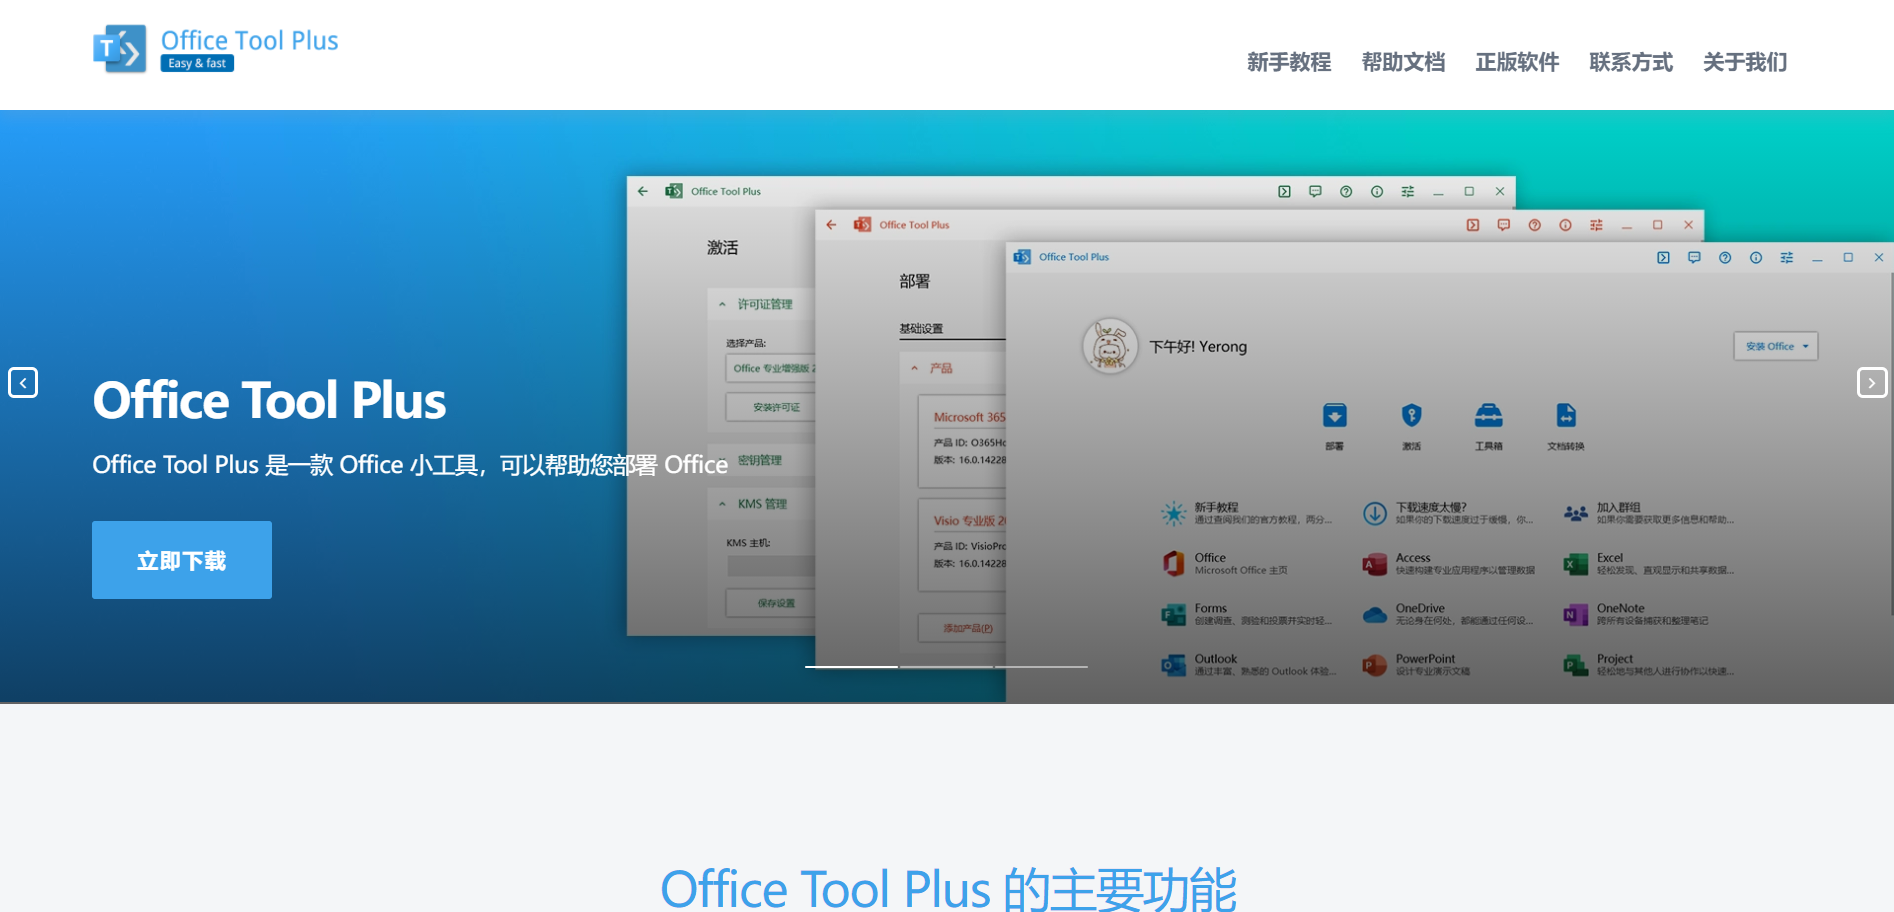 Office Tool Plus
Easy & fast
新手教程 帮助文档 正版软件 联系方式 关于我们
Office Tool Plus
激活
许可证管理
选择产品:
Office 专业增强版 2
安装许可证
密钥管理
KMS 管理
KMS 主机:
保存设置
Office Tool Plus
部署
基础设置
产品
Microsoft 365
产品 ID: O365Ho
版本: 16.0.14228
Visio 专业版 20
产品 ID: VisioPro
版本: 16.0.14228
添加产品(P)
Office Tool Plus
下午好! Yerong
安装 Office
部署
激活
工具箱
文档转换
新手教程
通过查阅我们的官方教程，两分...
下载速度太慢?
如果你的下载速度过于缓慢，你...
加入群组
如果你需要获取更多信息和帮助...
Office
Microsoft Office 主页
Access
快速构建专业应用程序以管理数据
Excel
轻松发现、直观显示和共享数据...
Forms
创建调查、测验和投票并实时轻...
OneDrive
无论身在何处，都能通过任何设...
OneNote
跨所有设备捕获和整理笔记
Outlook
通过丰富、熟悉的 Outlook 体验...
PowerPoint
设计专业演示文稿
Project
轻松地与其他人进行协作以快速...
Office Tool Plus
Office Tool Plus 是一款 Office 小工具，可以帮助您部署 Office
立即下载
Office Tool Plus 的主要功能